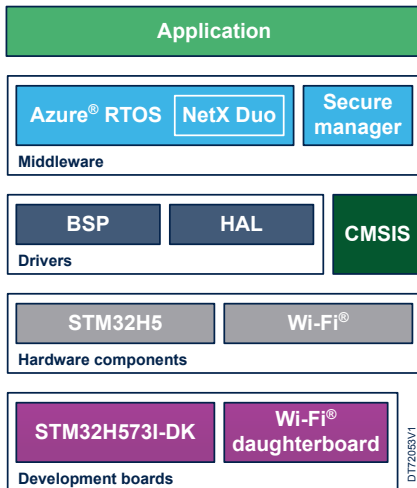 Application
Azure® RTOS
NetX Duo
Secure
manager
Middleware
BSP
HAL
CMSIS
Drivers
STM32H5
Wi-Fi®
Hardware components
STM32H573I-DK
Wi-Fi®
daughterboard
Development boards
DT72053V1